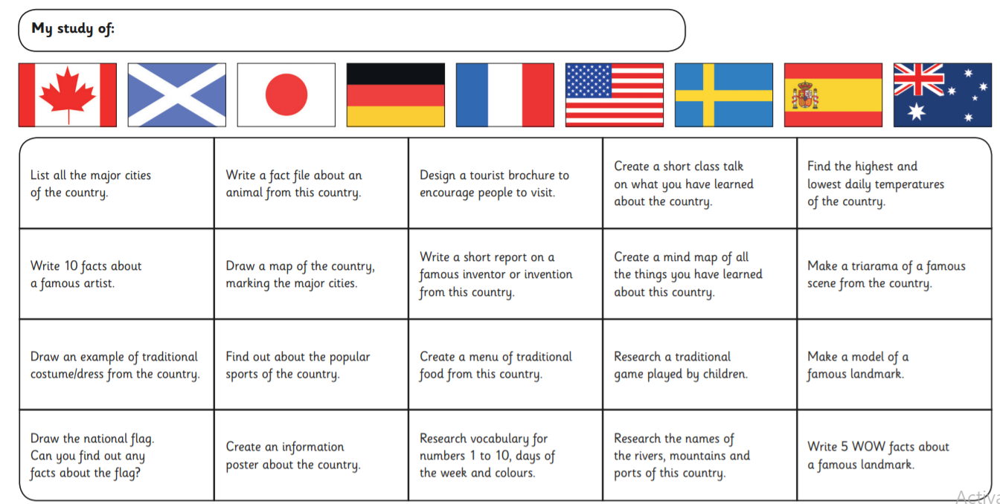 My study of:
List all the major cities
of the country.
Write a fact file about an
animal from this country.
Design a tourist brochure to
encourage people to visit.
Create a short class talk
on what you have learned
about the country.
Find the highest and
lowest daily temperatures
of the country.
Write 10 facts about
a famous artist.
Draw a map of the country,
marking the major cities.
Write a short report on a
famous inventor or invention
from this country.
Create a mind map of all
the things you have learned
about this country.
Make a triarama of a famous
scene from the country.
Draw an example of traditional
costume/dress from the country.
Find out about the popular
sports of the country.
Create a menu of traditional
food from this country.
Research a traditional
game played by children.
Make a model of a
famous landmark.
Draw the national flag.
Can you find out any
facts about the flag?
Create an information
poster about the country.
Research vocabulary for
numbers 1 to 10, days of
the week and colours.
Research the names of
the rivers, mountains and
ports of this country.
Write 5 WOW facts about
a famous landmark.